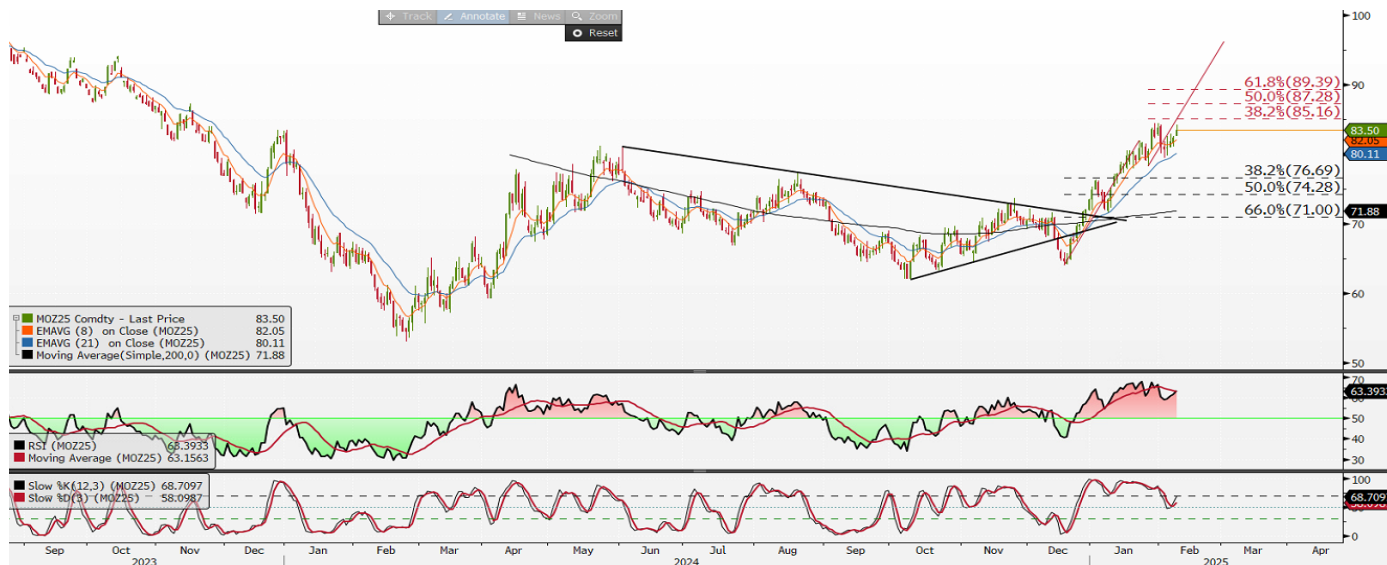 Track Annotate News Zoom
Reset
100
90
80
70
60
50
61.8%(89.39)
50.0%(87.28)
38.2%(85.16)
83.50
82.05
80.11
38.2%(76.69)
50.0%(74.28)
66.0%(71.00)
71.88
MOZ25 Comdty - Last Price 83.50
EMAVG (8) on Close (MOZ25) 82.05
EMAVG (21) on Close (MOZ25) 80.11
Moving Average(Simple,200,0) (MOZ25) 71.88
70
63.393
60
50
40
30
RSI (MOZ25) 63.3933
Moving Average (MOZ25) 63.1563
Slow %K(12,3) (MOZ25) 68.7097
Slow %D(3) (MOZ25) 58.0987
100
68.709
0
Sep Oct Nov Dec Jan Feb Mar Apr May Jun Jul Aug Sep Oct Nov Dec Jan Feb Mar Apr
2023 2024 2025